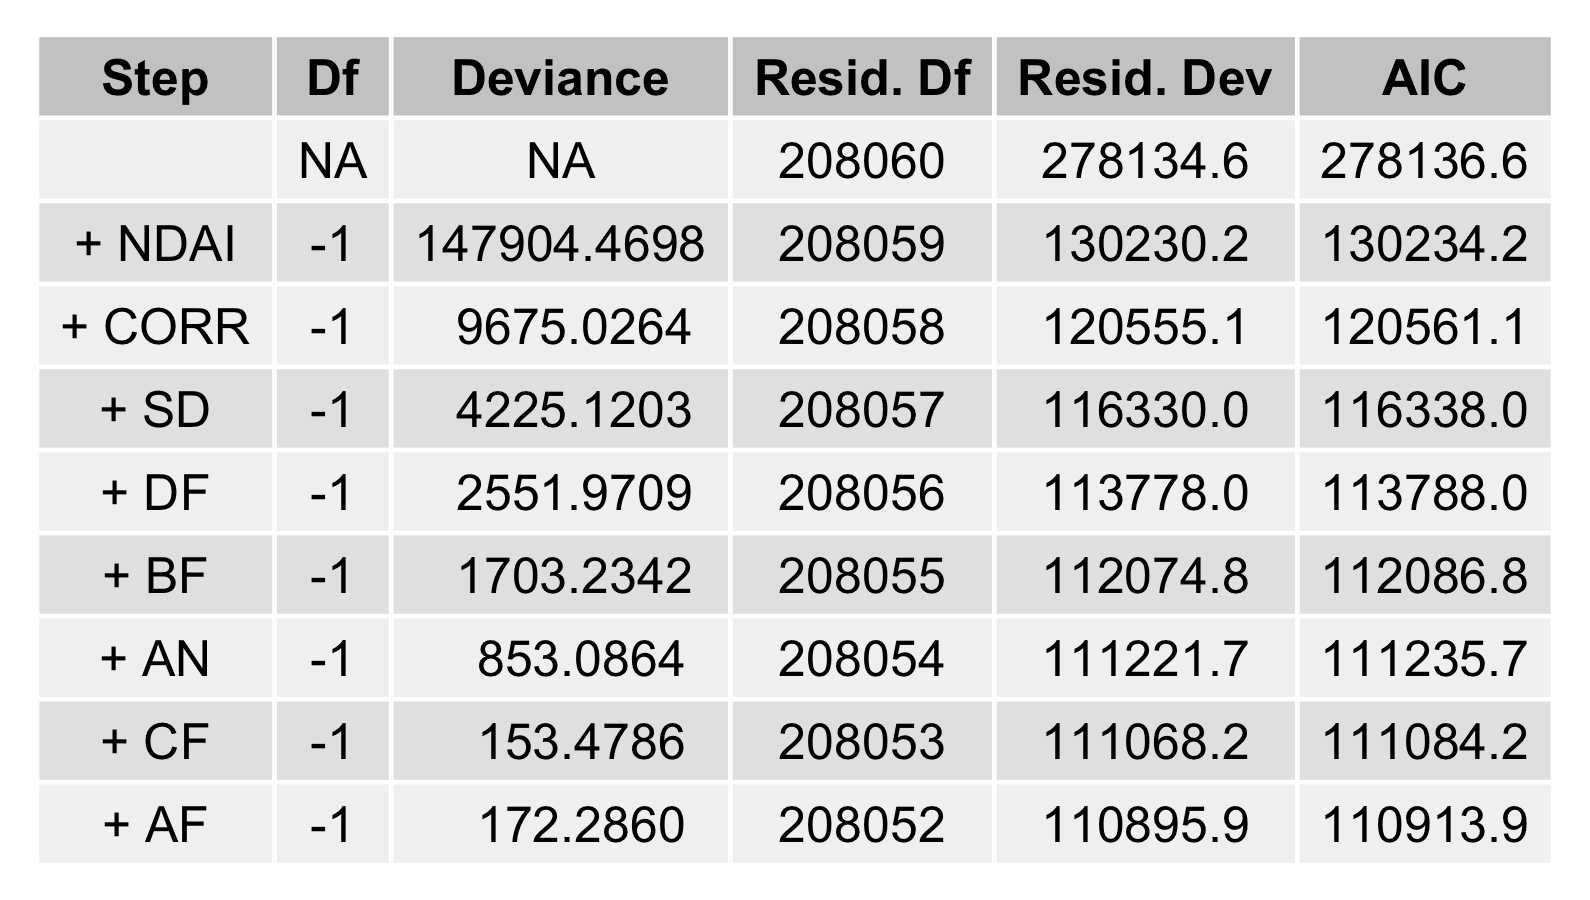 Step Df Deviance Resid. Df Resid. Dev AIC
NA NA 208060 278134.6 278136.6
+ NDAI -1 147904.4698 208059 130230.2 130234.2
+ CORR -1 9675.0264 208058 120555.1 120561.1
+ SD -1 4225.1203 208057 116330.0 116338.0
+ DF -1 2551.9709 208056 113778.0 113788.0
+ BF -1 1703.2342 208055 112074.8 112086.8
+ AN -1 853.0864 208054 111221.7 111235.7
+ CF -1 153.4786 208053 111068.2 111084.2
+ AF -1 172.2860 208052 110895.9 110913.9